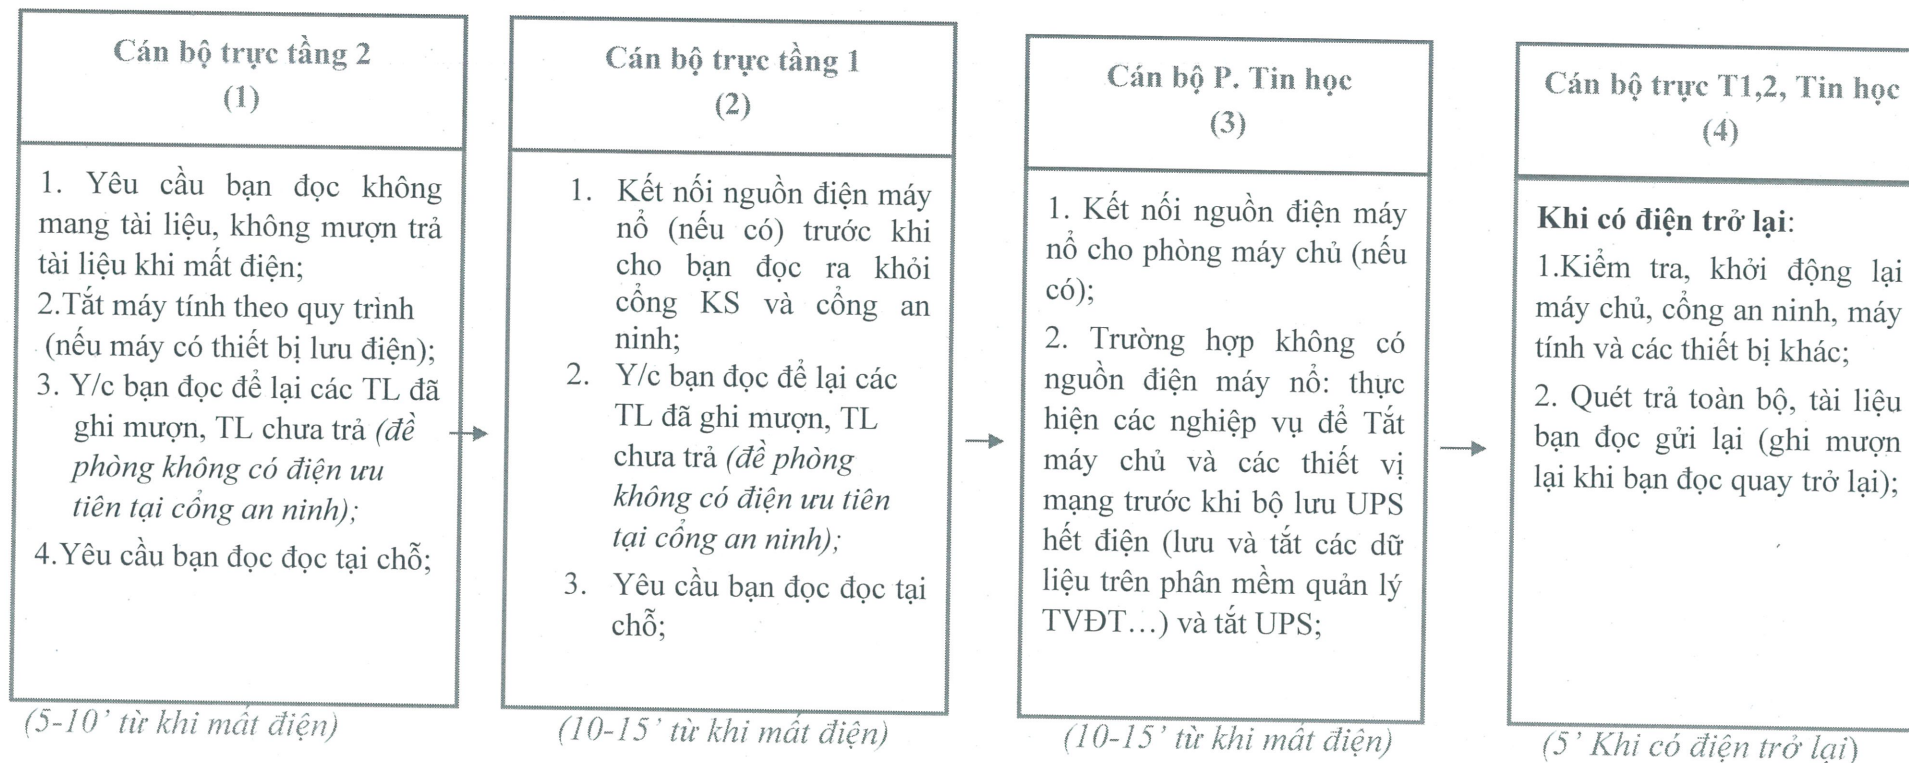 Cán bộ trực tầng 2
(1)
1. Yêu cầu bạn đọc không
mang tài liệu, không mượn trả
tài liệu khi mất điện;
2.Tắt máy tính theo quy trình
(nếu máy có thiết bị lưu điện);
3. Y/c bạn đọc để lại các TL đã
ghi mượn, TL chưa trả (đề
phòng không có điện ưu
tiên tại cổng an ninh);
4.Yêu cầu bạn đọc đọc tại chỗ;
(5-10’ từ khi mất điện)
Cán bộ trực tầng 1
(2)
1. Kết nối nguồn điện máy
nổ (nếu có) trước khi
cho bạn đọc ra khỏi
cổng KS và cổng an
ninh;
2. Y/c bạn đọc để lại các
TL đã ghi mượn, TL
chưa trả (đề phòng
không có điện ưu tiên
tại cổng an ninh);
3. Yêu cầu bạn đọc đọc tại
chỗ;
(10-15’ từ khi mất điện)
Cán bộ P. Tin học
(3)
1. Kết nối nguồn điện máy
nổ cho phòng máy chủ (nếu
có);
2. Trường hợp không có
nguồn điện máy nổ: thực
hiện các nghiệp vụ để Tắt
máy chủ và các thiết vị
mạng trước khi bộ lưu UPS
hết điện (lưu và tắt các dữ
liệu trên phân mềm quản lý
TVĐT…) và tắt UPS;
(10-15’ từ khi mất điện)
Cán bộ trực T1,2, Tin học
(4)
Khi có điện trở lại:
1.Kiểm tra, khởi động lại
máy chủ, cổng an ninh, máy
tính và các thiết bị khác;
2. Quét trả toàn bộ, tài liệu
bạn đọc gửi lại (ghi mượn
lại khi bạn đọc quay trở lại);
(5’ Khi có điện trở lại)